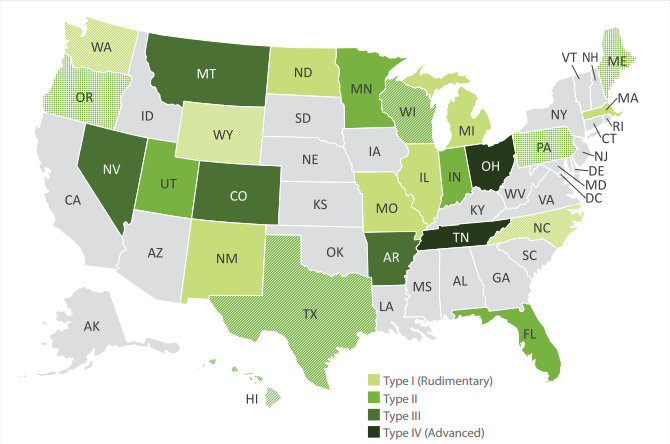 WA
MT
ND
MN
VT NH
ME
OR
ID
WY
SD
WI
MI
NY
MA
RI
CT
NV
UT
CO
NE
IA
IL
IN
OH
PA
NJ
DE
MD
DC
CA
KS
MO
KY
WV
VA
AZ
NM
OK
AR
TN
NC
SC
TX
LA
MS
AL
GA
AK
FL
HI
Type I (Rudimentary)
Type II
Type III
Type IV (Advanced)